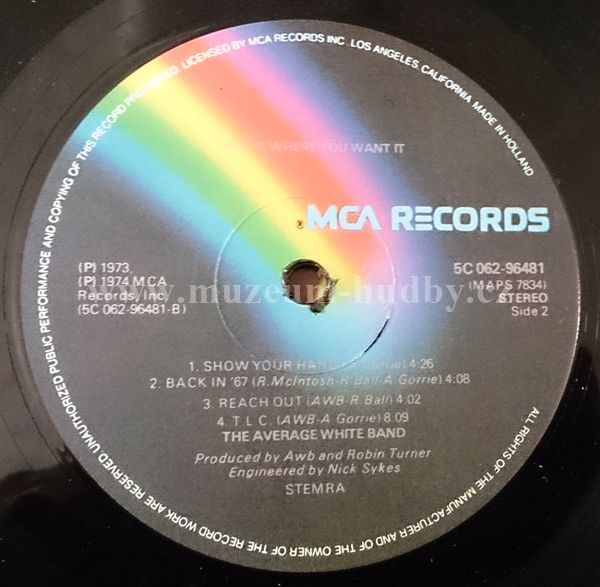 UNAUTHORIZED PUBLIC PERFORMANCE AND COPYING OF THIS RECORD PROHIBITED. LICENSED BY MCA RECORDS INC. LOS ANGELES, CALIFORNIA MADE IN HOLLAND
WHERE YOU WANT IT
MCA RECORDS
(P) 1973,
(P) 1974 MCA
Records, Inc.
(5C 062-96481-B)
5C 062-96481
(MAPS 7834)
STEREO
Side 2
www.muzeum-hudby.cz
1. SHOW YOUR HAND (A. Gorrie) 4:26
2. BACK IN '67 (R. McIntosh-R. Ball-A. Gorrie) 4:08
3. REACH OUT (AWB-R. Ball) 4:02
4. T L C. (AWB-A. Gorrie) 8:09
THE AVERAGE WHITE BAND
Produced by Awb and Robin Turner
Engineered by Nick Sykes
STEMRA
ALL RIGHTS OF THE MANUFACTURER AND OF THE OWNER OF THE RECORD WORK ARE RESERVED